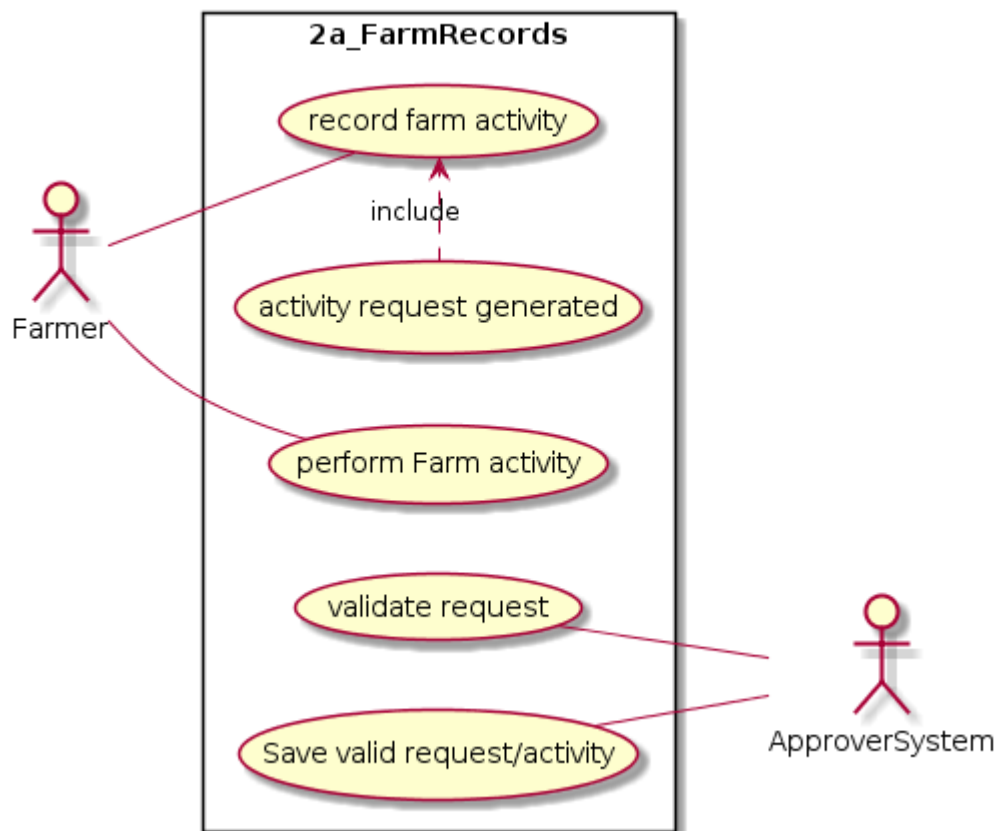 2a_FarmRecords
record farm activity
include
activity request generated
Farmer
perform Farm activity
validate request
Save valid request/activity
ApproverSystem